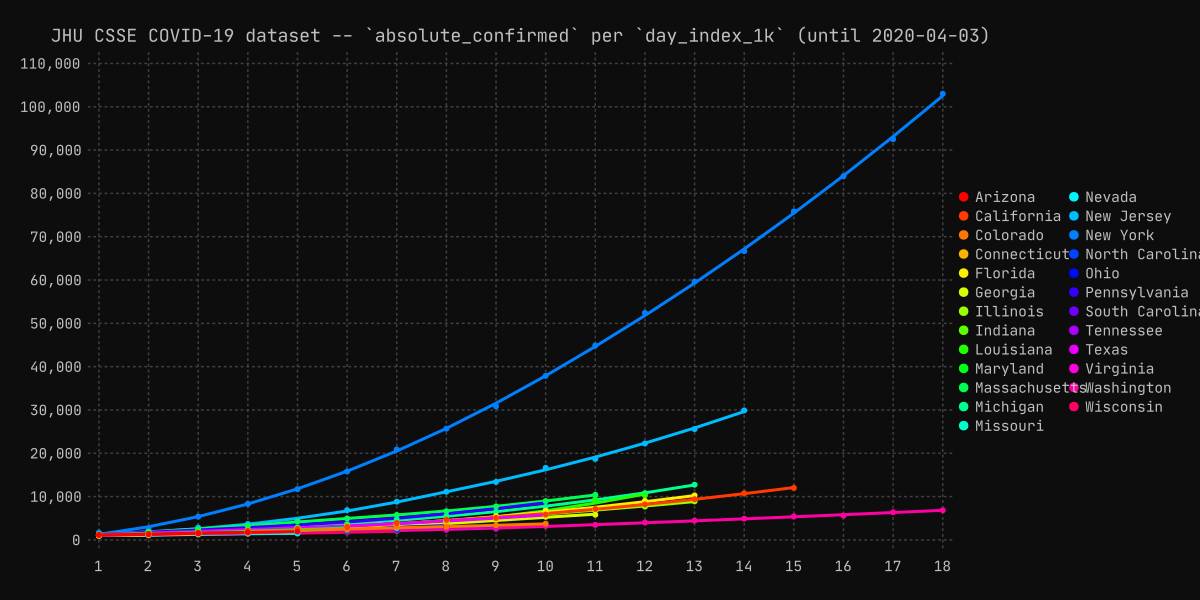 JHU CSSE COVID-19 dataset -- `absolute_confirmed` per `day_index_1k` (until 2020-04-03)
110,000
100,000
90,000
80,000
70,000
60,000
50,000
40,000
30,000
20,000
10,000
0
1 2 3 4 5 6 7 8 9 10 11 12 13 14 15 16 17 18
Arizona
California
Colorado
Connecticut
Florida
Georgia
Illinois
Indiana
Louisiana
Maryland
Massachusetts
Michigan
Missouri
Nevada
New Jersey
New York
North Carolina
Ohio
Pennsylvania
South Carolina
Tennessee
Texas
Virginia
Washington
Wisconsin